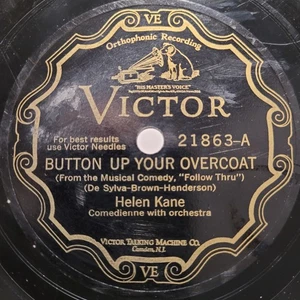 VE
Orthophonic Recording
"HIS MASTER'S VOICE"
VICTOR
For best results
use Victor Needles
21863-A
BUTTON UP YOUR OVERCOAT
(From the Musical Comedy, "Follow Thru")
(De Sylva-Brown-Henderson)
Helen Kane
Comedienne with orchestra
VICTOR TALKING MACHINE CO.
Camden, N.J.
VE